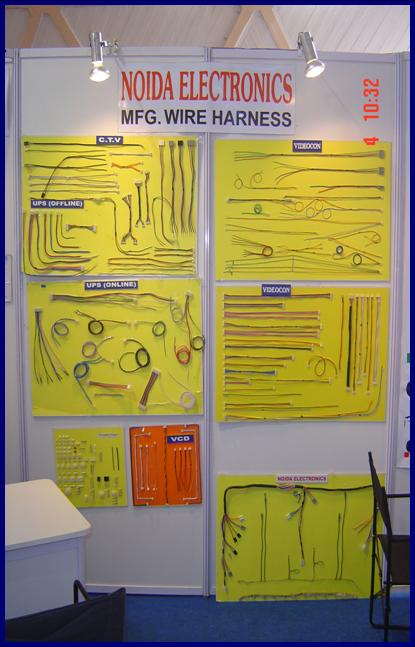 NOIDA ELECTRONICS
MFG. WIRE HARNESS
4 10:32
C.T.V
VIDEOCON
UPS (OFFLINE)
UPS (ONLINE)
VIDEOCON
VCD
NOIDA ELECTRONICS